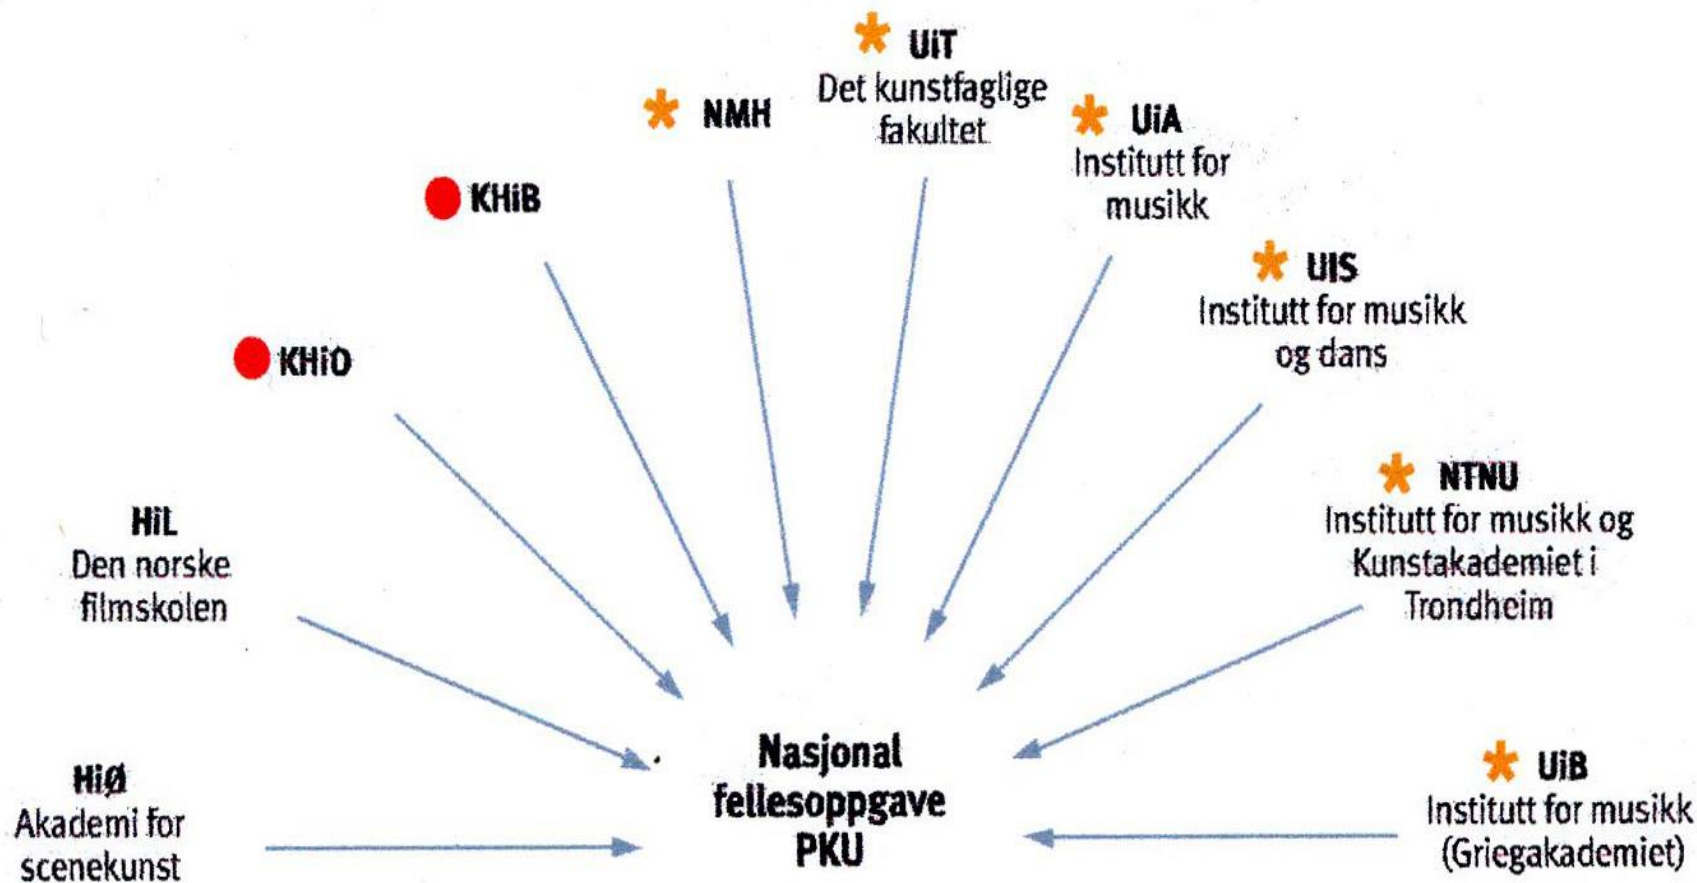 UiT
Det kunstfaglige
fakultet
NMH
UiA
Institutt for
musikk
KHiB
UIS
Institutt for musikk
og dans
KHiO
NTNU
Institutt for musikk og
Kunstakademiet i
Trondheim
HiL
Den norske
filmskolen
Nasjonal
fellesoppgave
PKU
HiØ
Akademi for
scenekunst
UiB
Institutt for musikk
(Griegakademiet)